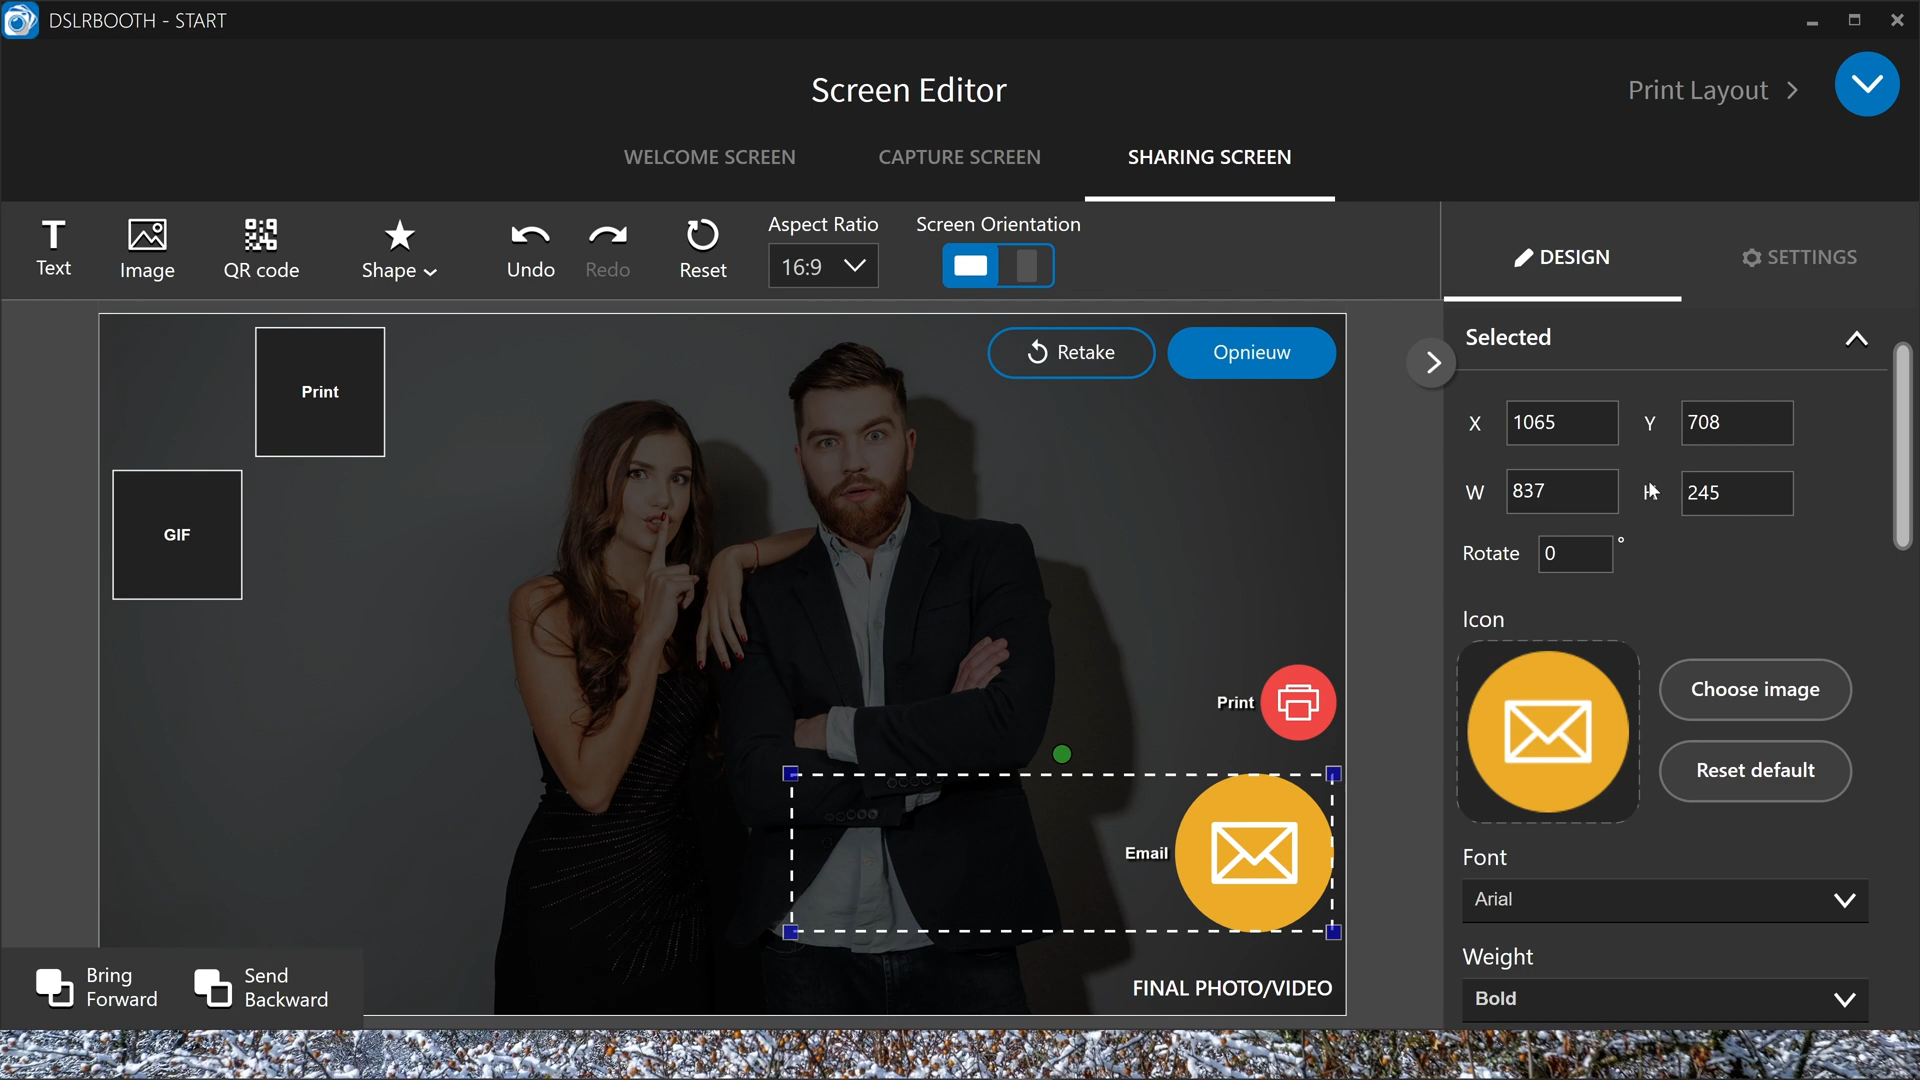 DSLRBOOTH - START
Screen Editor
Print Layout
WELCOME SCREEN
CAPTURE SCREEN
SHARING SCREEN
Text
Image
QR code
Shape
Undo
Redo
Reset
Aspect Ratio
16:9
Screen Orientation
DESIGN
SETTINGS
Print
Retake
Opnieuw
GIF
Print
Email
FINAL PHOTO/VIDEO
Selected
X 1065 Y 708
W 837 H 245
Rotate 0 °
Icon
Choose image
Reset default
Font
Arial
Weight
Bold
Bring
Forward
Send
Backward